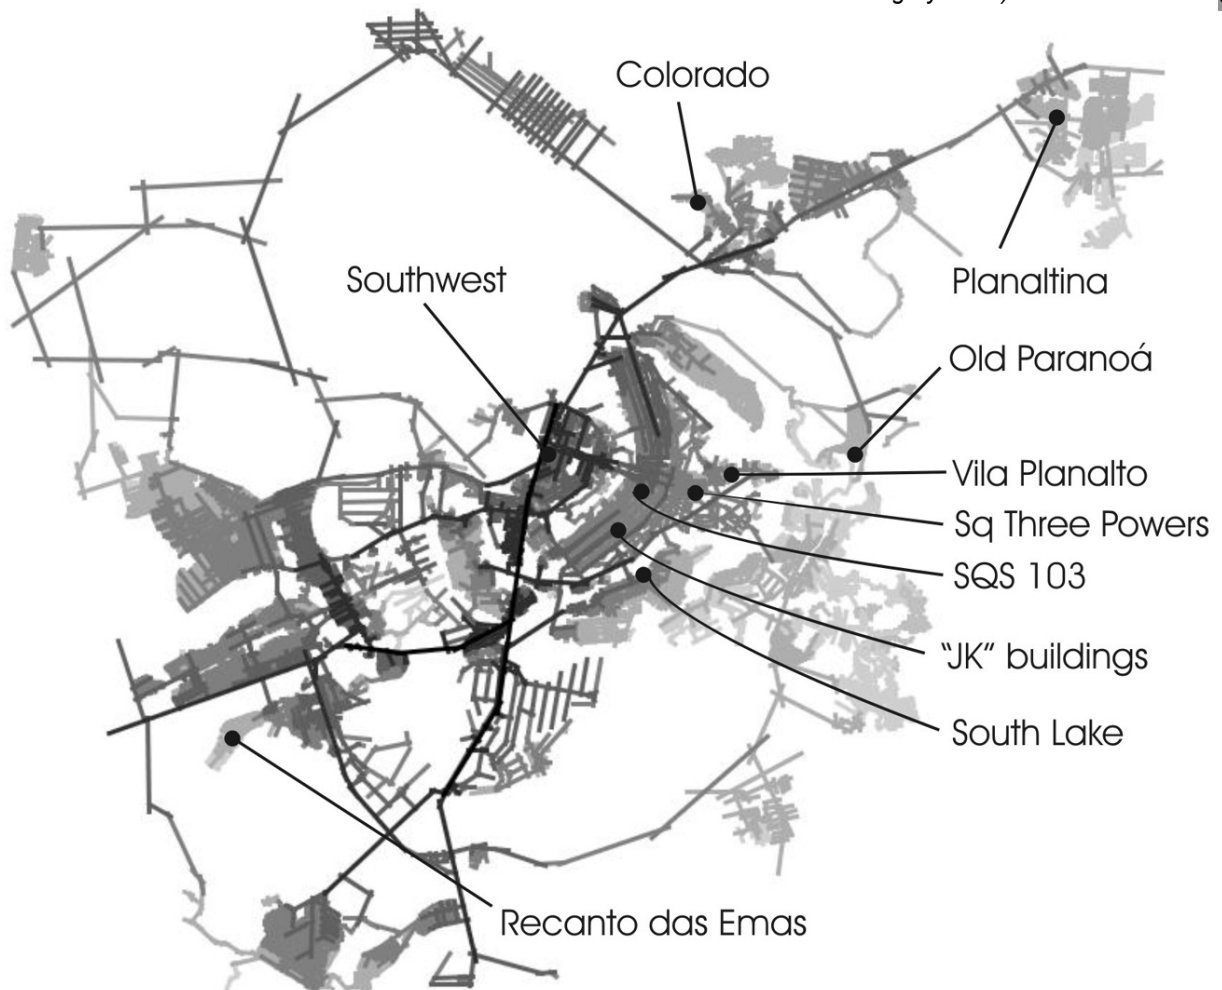 Colorado
Planaltina
Southwest
Old Paranoá
Vila Planalto
Sq Three Powers
SQS 103
“JK” buildings
South Lake
Recanto das Emas